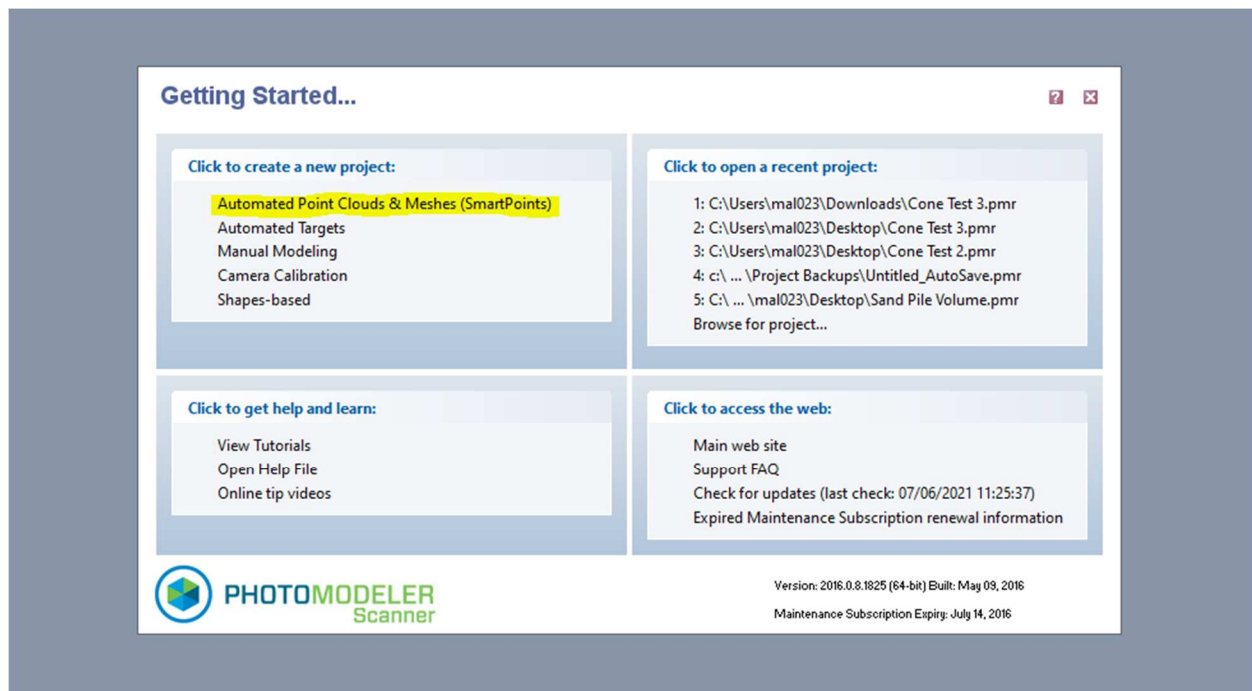 Getting Started...
Click to create a new project:
Automated Point Clouds & Meshes (SmartPoints)
Automated Targets
Manual Modeling
Camera Calibration
Shapes-based
Click to open a recent project:
1: C:\Users\mal023\Downloads\Cone Test 3.pmr
2: C:\Users\mal023\Desktop\Cone Test 3.pmr
3: C:\Users\mal023\Desktop\Cone Test 2.pmr
4: c:\ ... \Project Backups\Untitled_AutoSave.pmr
5: C:\ ... \mal023\Desktop\Sand Pile Volume.pmr
Browse for project...
Click to get help and learn:
View Tutorials
Open Help File
Online tip videos
Click to access the web:
Main web site
Support FAQ
Check for updates (last check: 07/06/2021 11:25:37)
Expired Maintenance Subscription renewal information
PHOTOMODELER
Scanner
Version: 2016.0.8.1825 (64-bit) Built: May 09, 2016
Maintenance Subscription Expiry: July 14, 2016